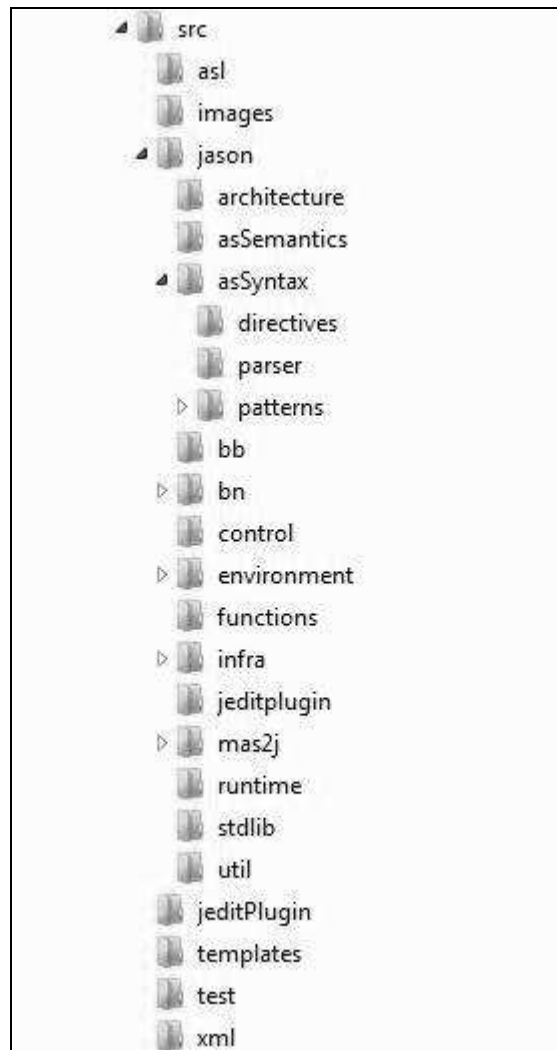 src
asl
images
jason
architecture
asSemantics
asSyntax
directives
parser
patterns
bb
bn
control
environment
functions
infra
jeditplugin
mas2j
runtime
stdlib
util
jeditPlugin
templates
test
xml